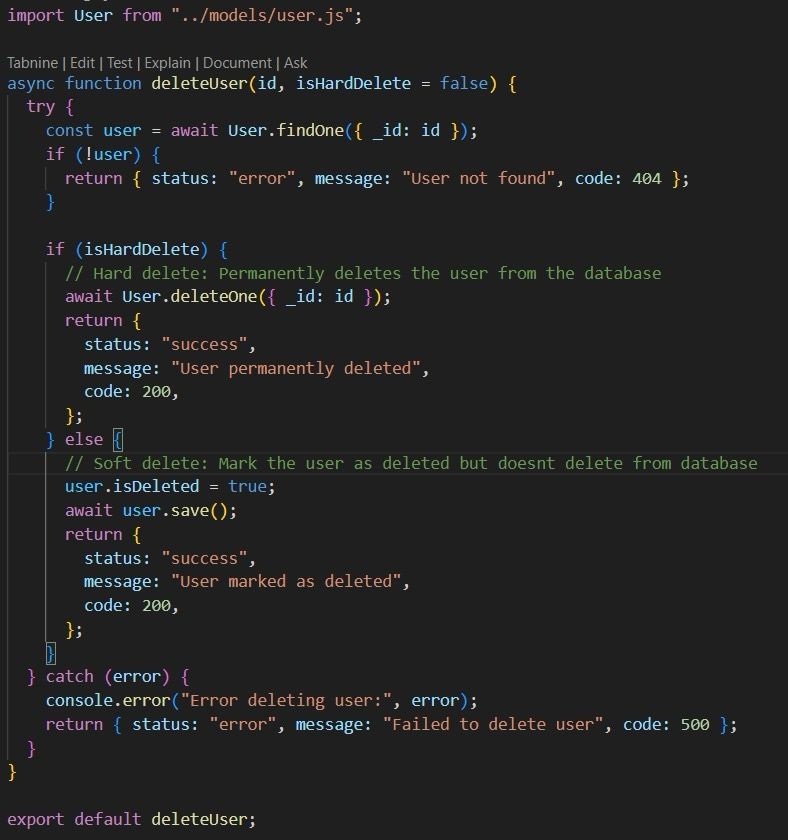 import User from "../models/user.js";
Tabnine | Edit | Test | Explain | Document | Ask
async function deleteUser(id, isHardDelete = false) {
try {
const user = await User.findOne({ _id: id });
if (!user) {
return { status: "error", message: "User not found", code: 404 };
}
if (isHardDelete) {
// Hard delete: Permanently deletes the user from the database
await User.deleteOne({ _id: id });
return {
status: "success",
message: "User permanently deleted",
code: 200,
};
} else {
// Soft delete: Mark the user as deleted but doesnt delete from database
user.isDeleted = true;
await user.save();
return {
status: "success",
message: "User marked as deleted",
code: 200,
};
}
} catch (error) {
console.error("Error deleting user:", error);
return { status: "error", message: "Failed to delete user", code: 500 };
}
}
export default deleteUser;